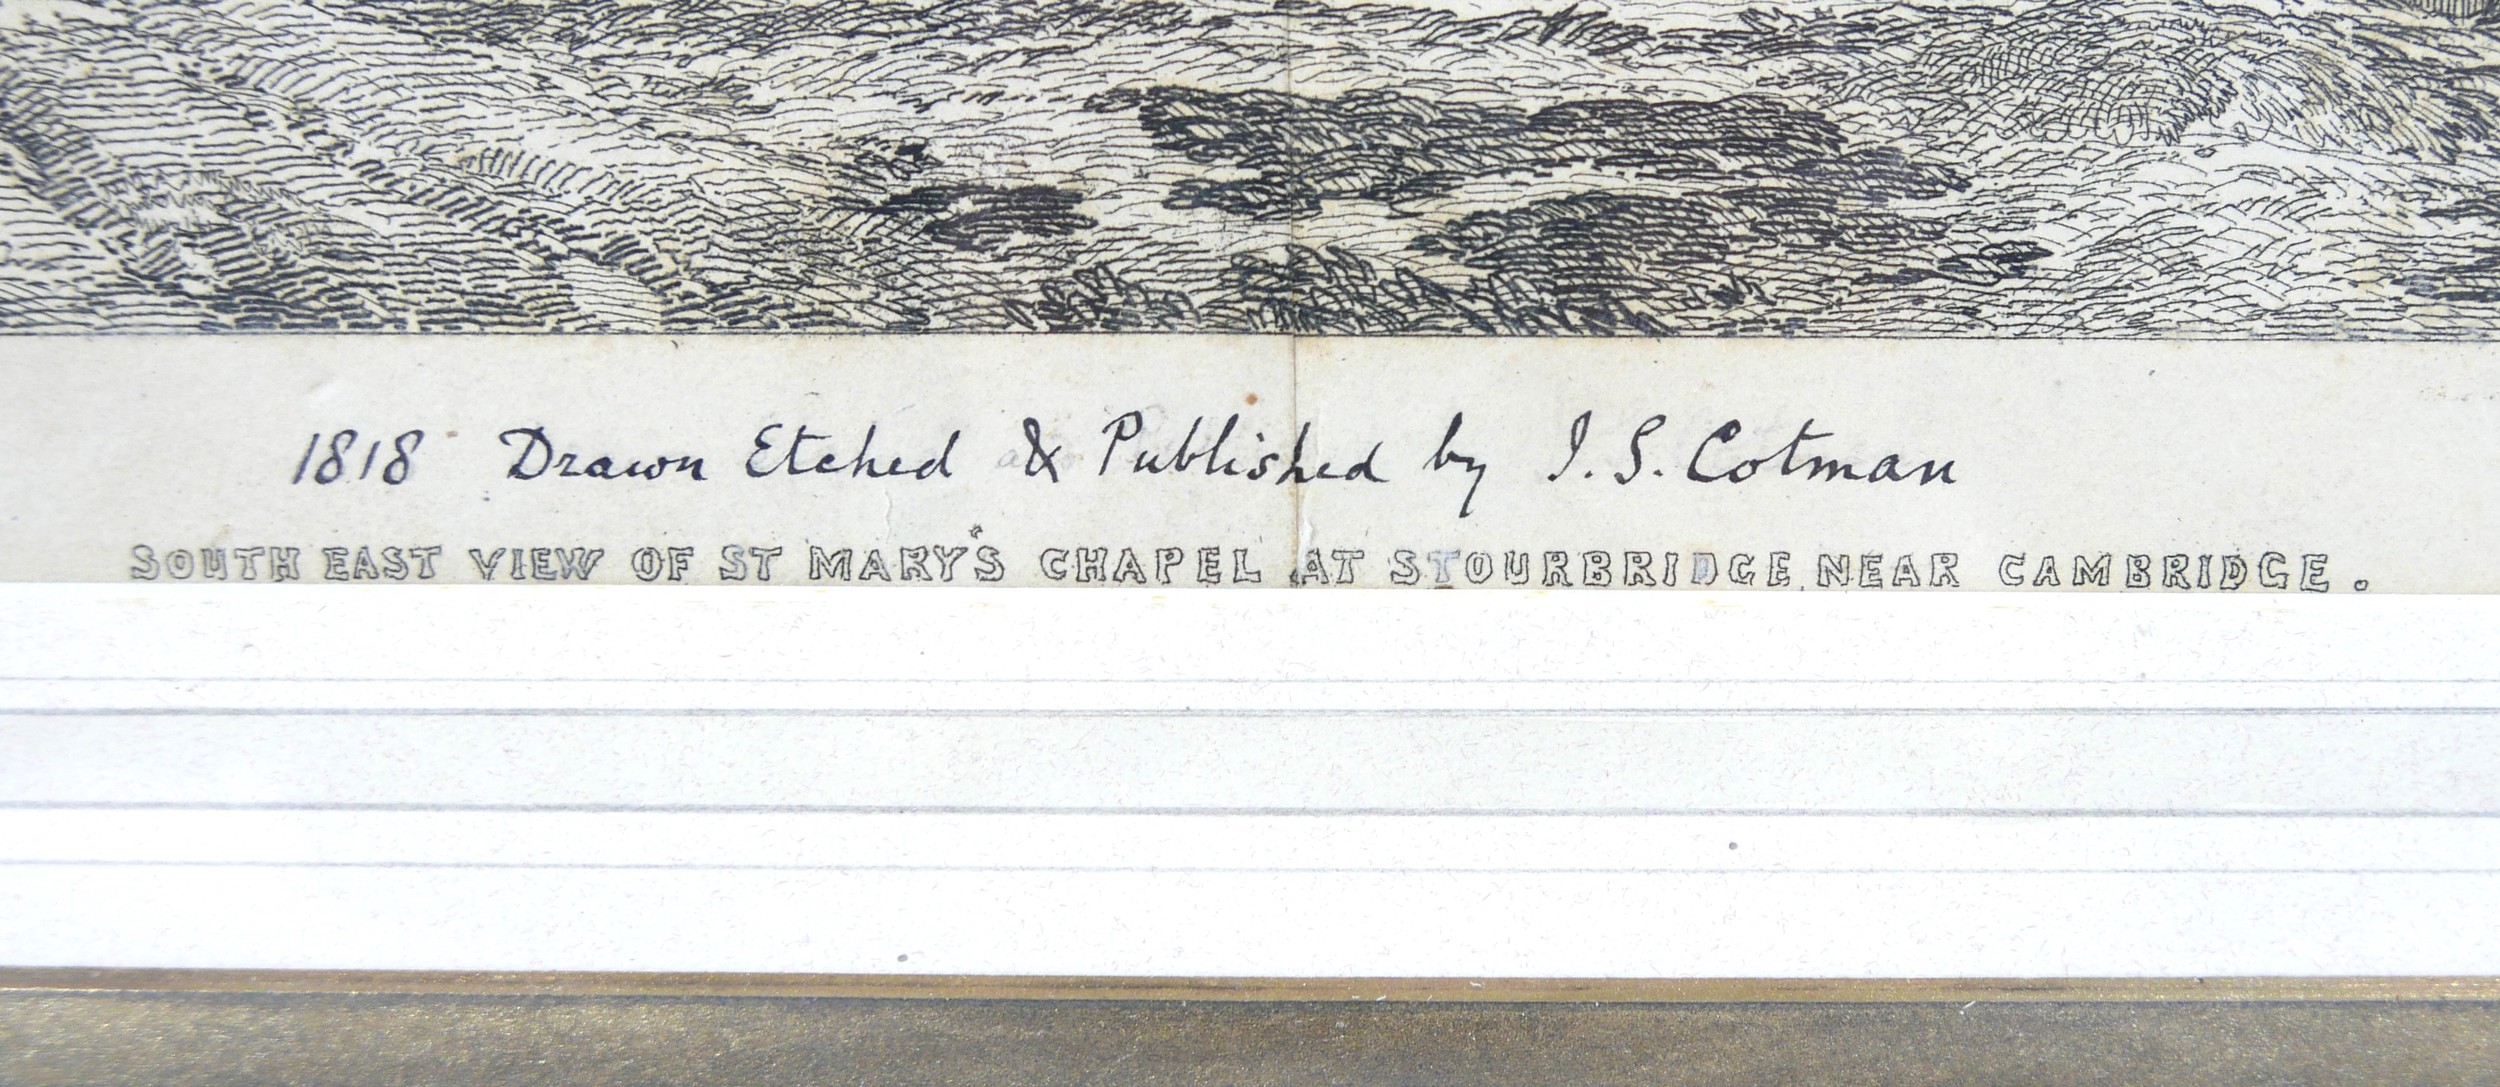 1818 Drawn Etched & Published by I. S. Cotman
SOUTH EAST VIEW OF ST MARY'S CHAPEL AT STOURBRIDGE NEAR CAMBRIDGE.